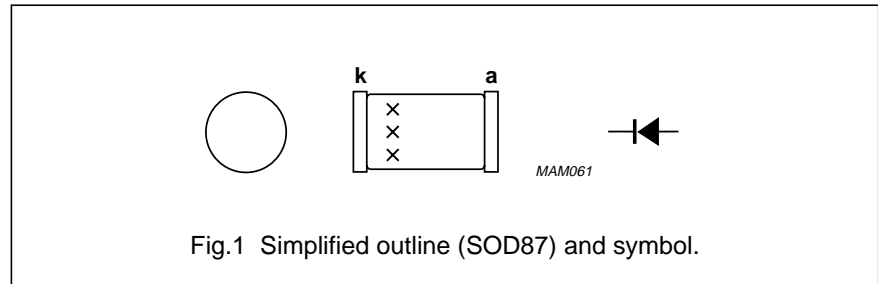 k a
MAM061
Fig.1 Simplified outline (SOD87) and symbol.